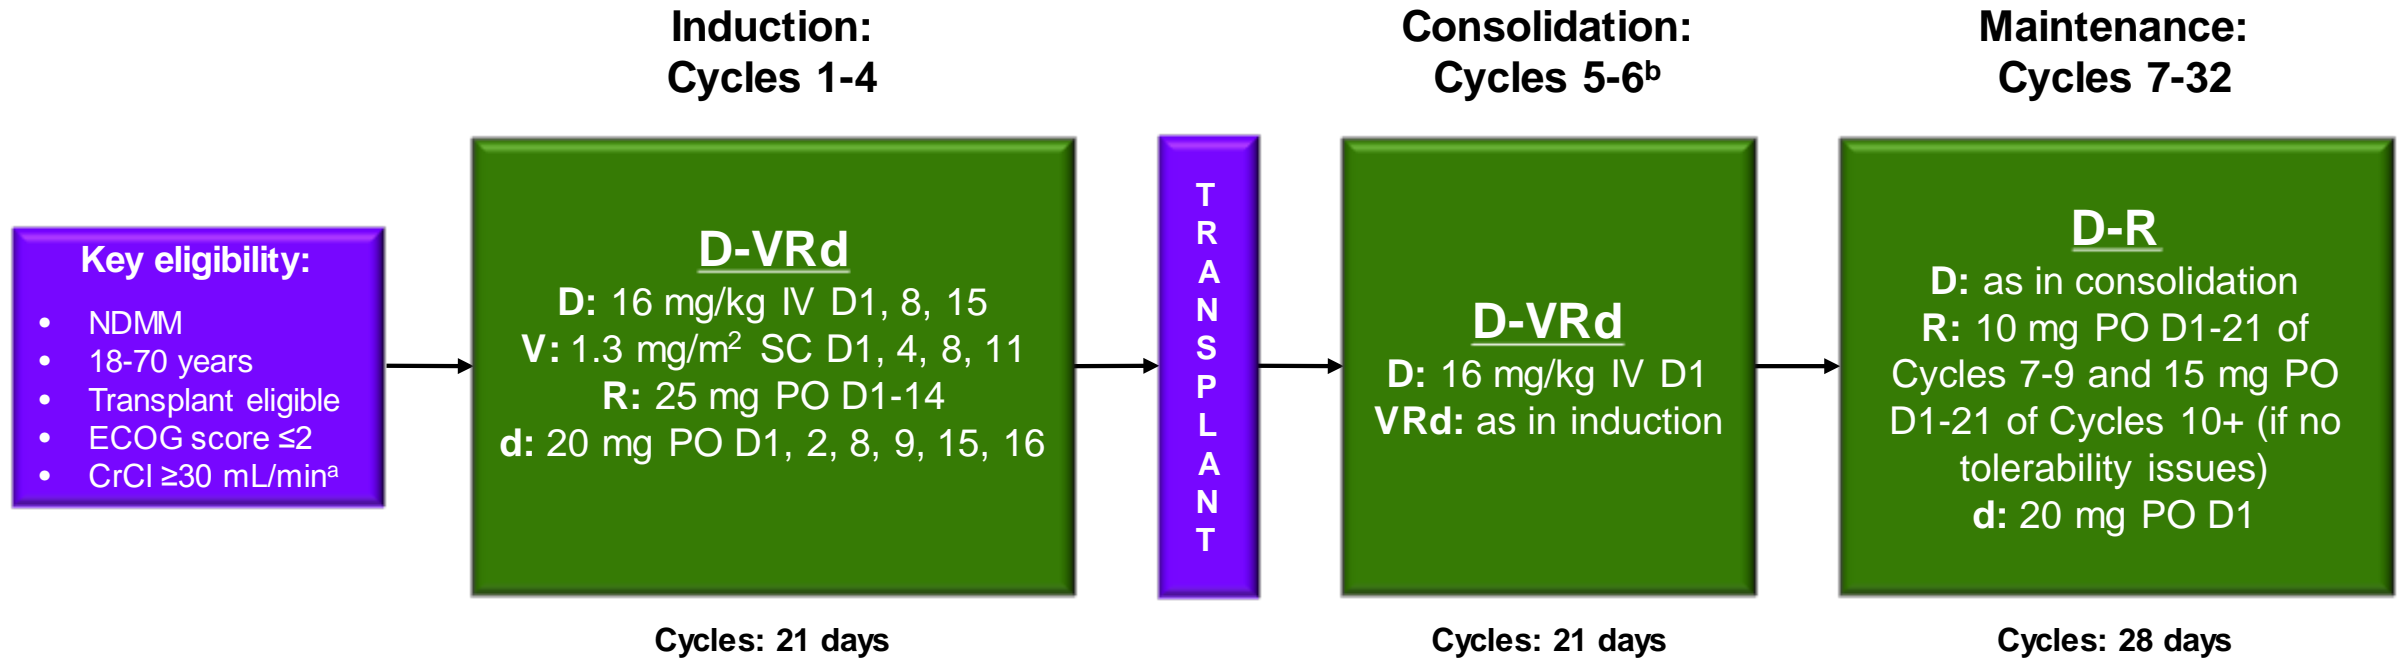 Induction:
Cycles 1-4
Consolidation:
Cycles 5-6ᵇ
Maintenance:
Cycles 7-32
Key eligibility:
• NDMM
• 18-70 years
• Transplant eligible
• ECOG score ≤2
• CrCl ≥30 mL/minᵃ
D-VRd
D: 16 mg/kg IV D1, 8, 15
V: 1.3 mg/m² SC D1, 4, 8, 11
R: 25 mg PO D1-14
d: 20 mg PO D1, 2, 8, 9, 15, 16
T
R
A
N
S
P
L
A
N
T
D-VRd
D: 16 mg/kg IV D1
VRd: as in induction
D-R
D: as in consolidation
R: 10 mg PO D1-21 of
Cycles 7-9 and 15 mg PO
D1-21 of Cycles 10+ (if no
tolerability issues)
d: 20 mg PO D1
Cycles: 21 days
Cycles: 21 days
Cycles: 28 days